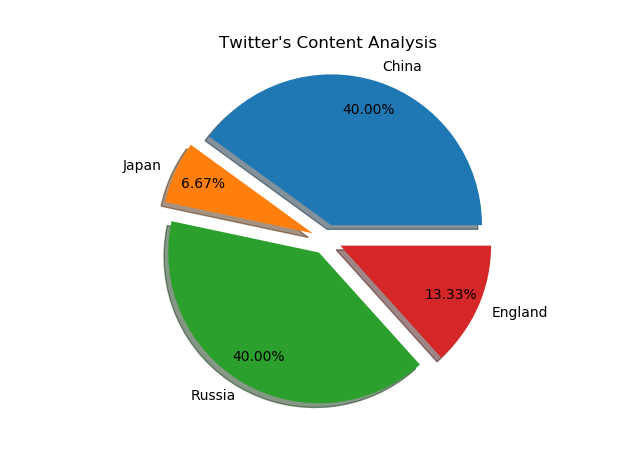 Twitter's Content Analysis
China
40.00%
Japan
6.67%
13.33%
England
40.00%
Russia